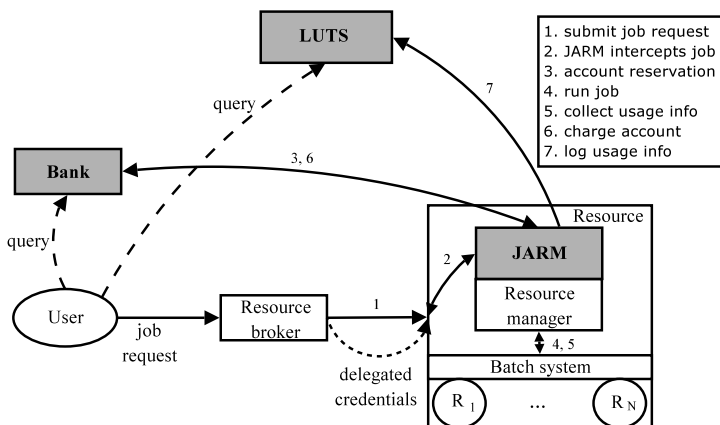 LUTS
1. submit job request
2. JARM intercepts job
3. account reservation
4. run job
5. collect usage info
6. charge account
7. log usage info
7
query
3, 6
Bank
Resource
query
2
JARM
User
Resource
broker
1
Resource
manager
job
request
4, 5
delegated
credentials
Batch system
R 1
...
R N